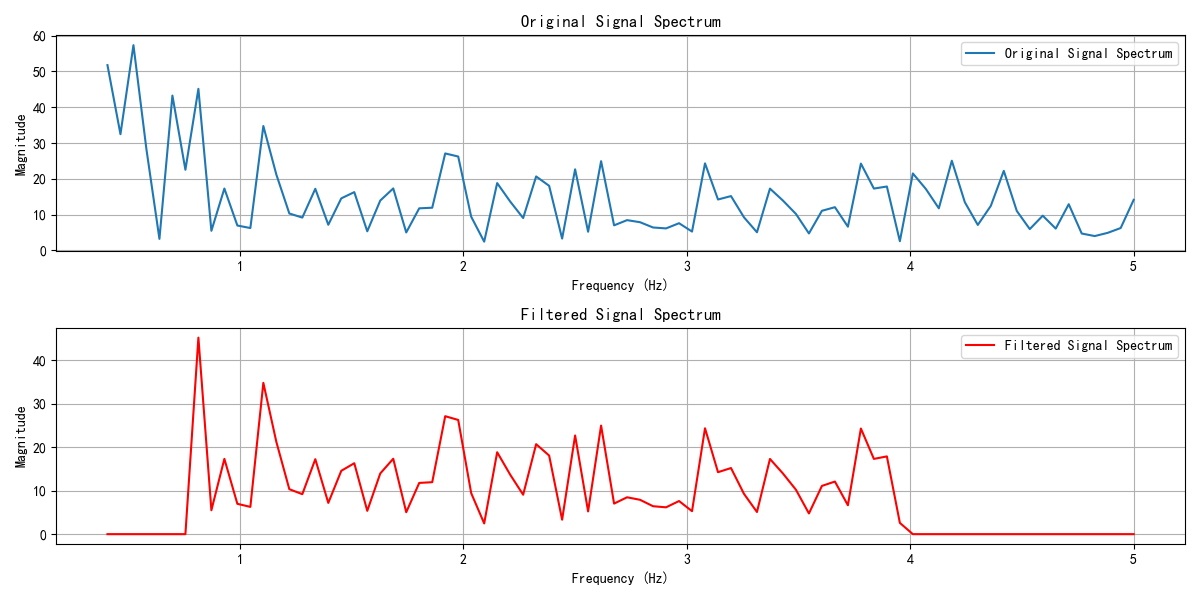 Original Signal Spectrum
60
50
40
30
20
10
0
Magnitude
Original Signal Spectrum
1 2 3 4 5
Frequency (Hz)
Filtered Signal Spectrum
40
30
20
10
0
Magnitude
Filtered Signal Spectrum
1 2 3 4 5
Frequency (Hz)